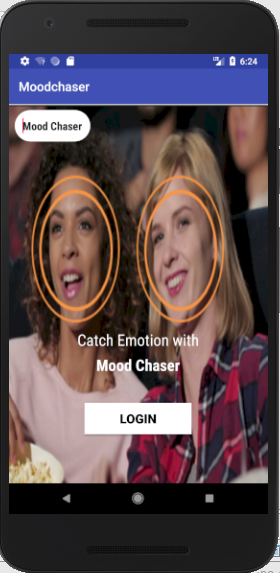 6:24
Moodchaser
Mood Chaser
Catch Emotion with
Mood Chaser
LOGIN